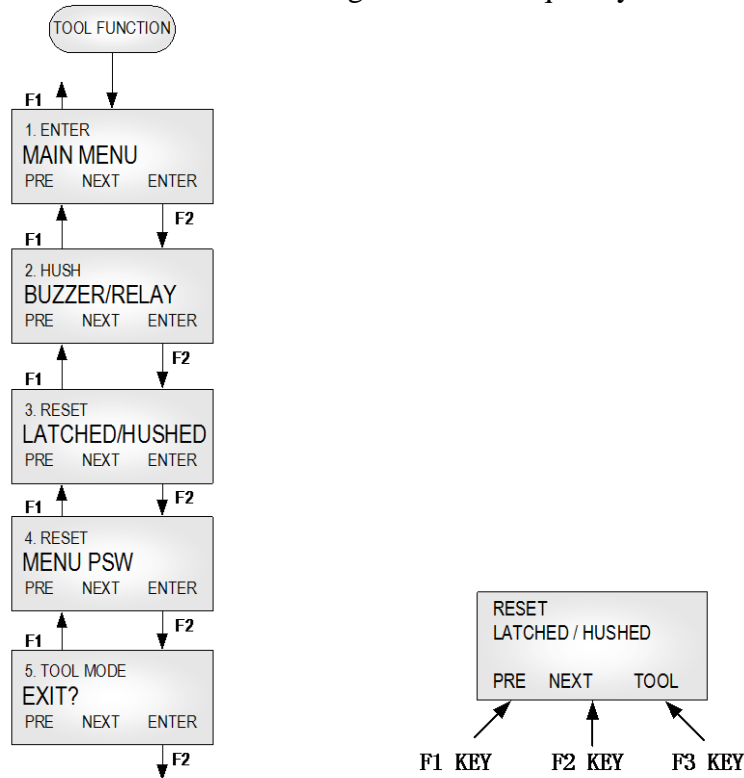 TOOL FUNCTION
F1
1. ENTER
MAIN MENU
PRE NEXT ENTER
F2
F1
2. HUSH
BUZZER/RELAY
PRE NEXT ENTER
F2
F1
3. RESET
LATCHED/HUSHED
PRE NEXT ENTER
F2
F1
4. RESET
MENU PSW
PRE NEXT ENTER
F2
F1
5. TOOL MODE
EXIT?
PRE NEXT ENTER
F2
RESET
LATCHED / HUSHED
PRE NEXT TOOL
F1 KEY F2 KEY F3 KEY